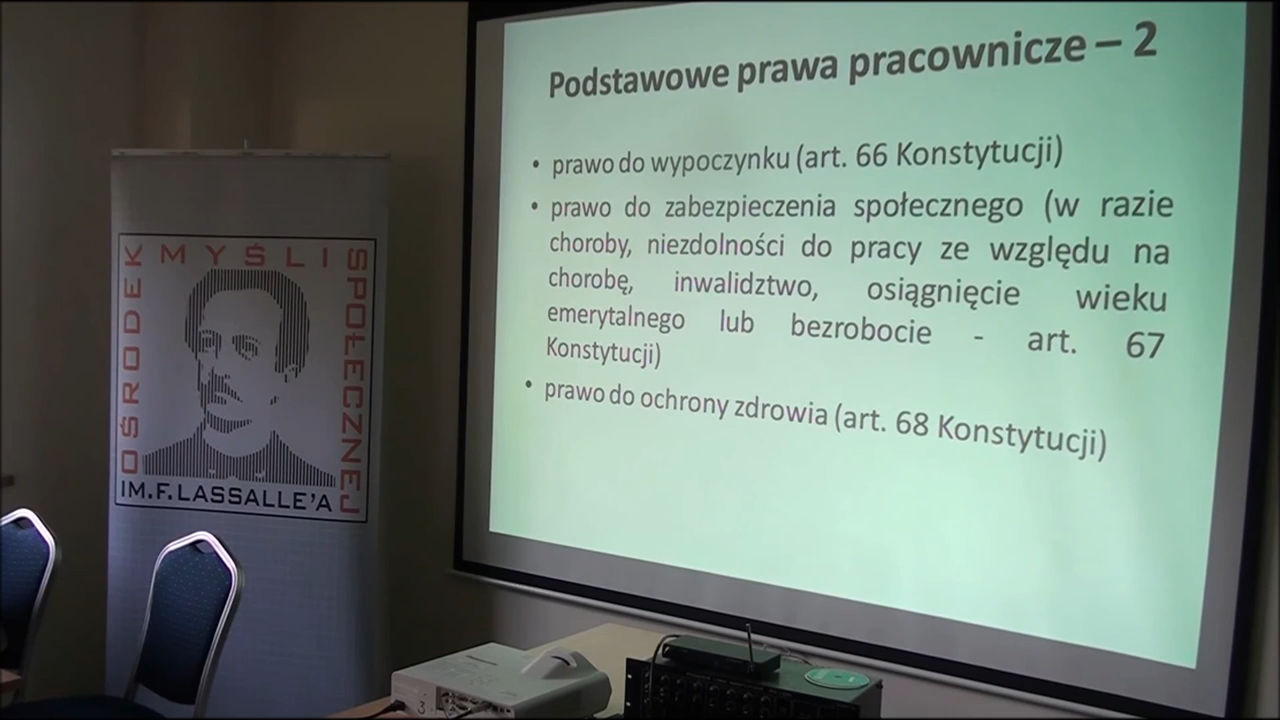 Podstawowe prawa pracownicze – 2
• prawo do wypoczynku (art. 66 Konstytucji)
• prawo do zabezpieczenia społecznego (w razie
choroby, niezdolności do pracy ze względu na
chorobę, inwalidztwo, osiągnięcie wieku
emerytalnego lub bezrobocie - art. 67
Konstytucji)
• prawo do ochrony zdrowia (art. 68 Konstytucji)
OŚRODEK MYŚLI SPOŁECZNEJ
IM. F. LASSALLE'A
3